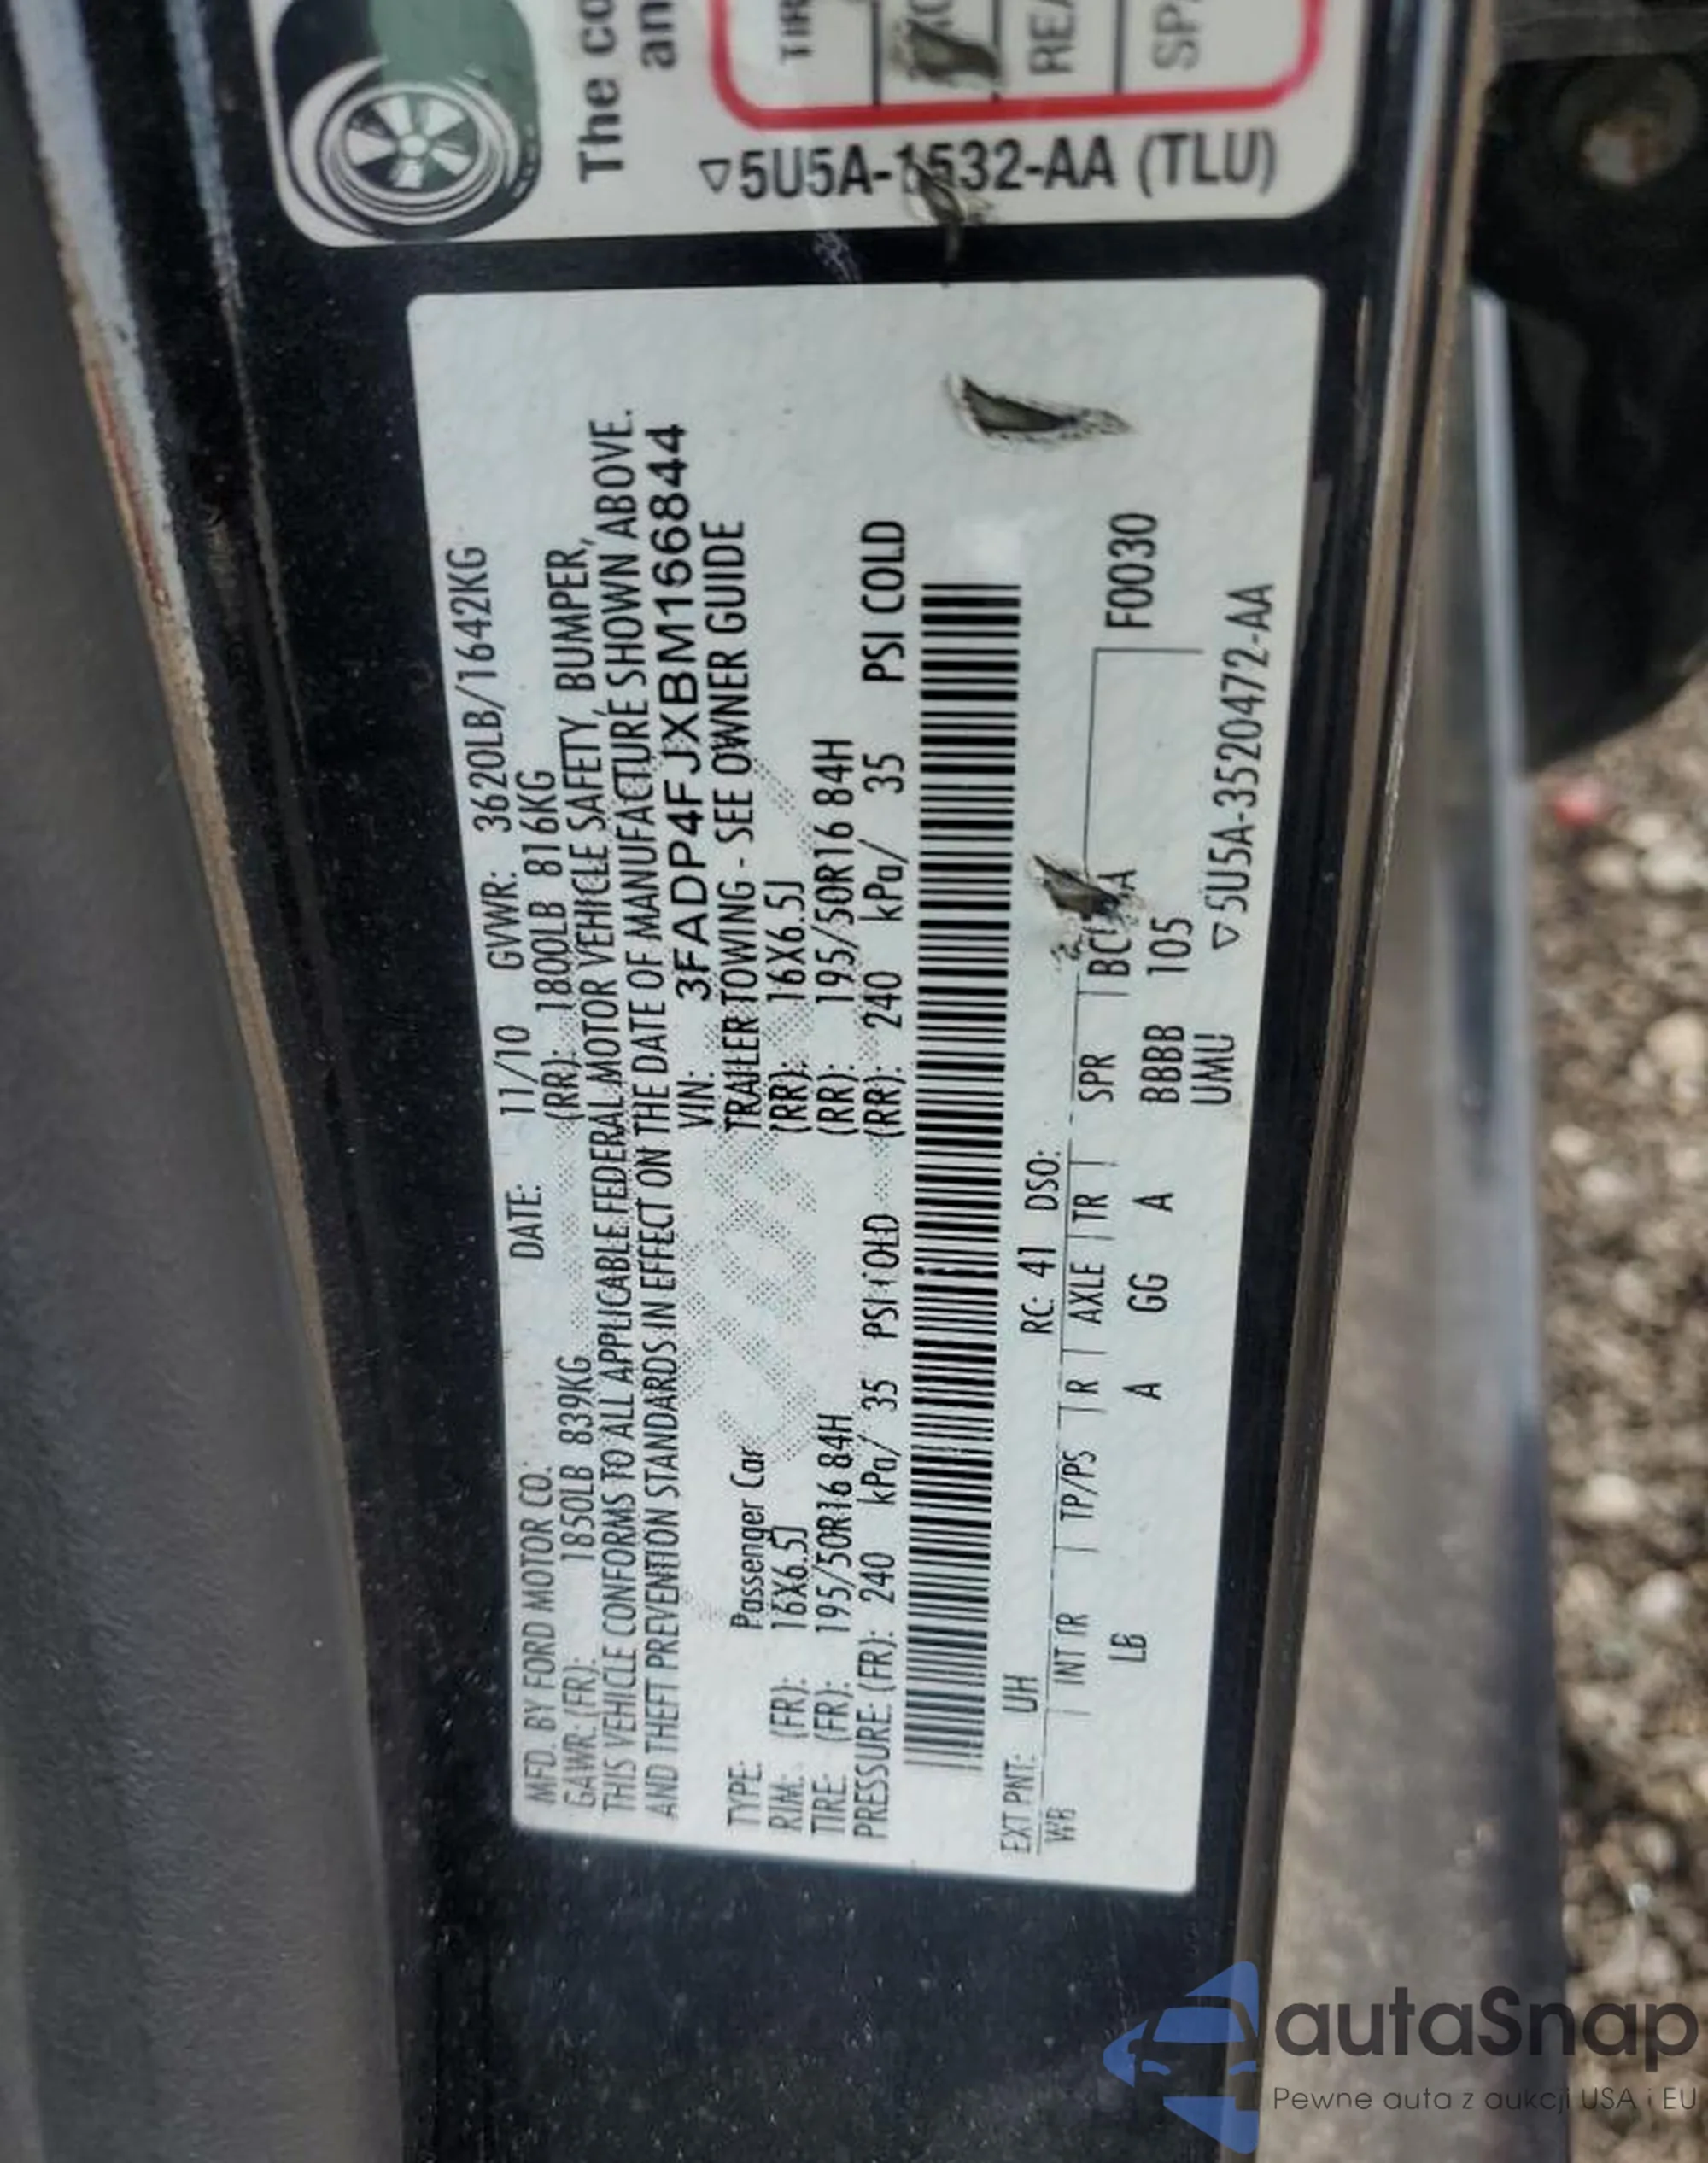 The co
an
TIR
REA
SPA
▽5U5A-1532-AA (TLU)
MFD. BY FORD MOTOR CO. DATE: 11/10 GVWR: 3620LB/1642KG
GAWR: (FR): 1850LB 839KG (RR): 1800LB 816KG
THIS VEHICLE CONFORMS TO ALL APPLICABLE FEDERAL MOTOR VEHICLE SAFETY, BUMPER,
AND THEFT PREVENTION STANDARDS IN EFFECT ON THE DATE OF MANUFACTURE SHOWN ABOVE.
VIN: 3FADP4FJXBM166844
TYPE: Passenger Car TRAILER TOWING - SEE OWNER GUIDE
RIM: (FR): 16X6.5J (RR): 16X6.5J
TIRE: (FR): 195/50R16 84H (RR): 195/50R16 84H
PRESSURE: (FR): 240 kPa/ 35 PSI COLD (RR): 240 kPa/ 35 PSI COLD
EXT PNT: UH RC: 41 DSO:
WB INT TR TP/PS R AXLE TR SPR F0030
LB A GG A BBBB 105
UMU ▽5U5A-3520472-AA
autaSnap
Pewne auta z aukcji USA i EU